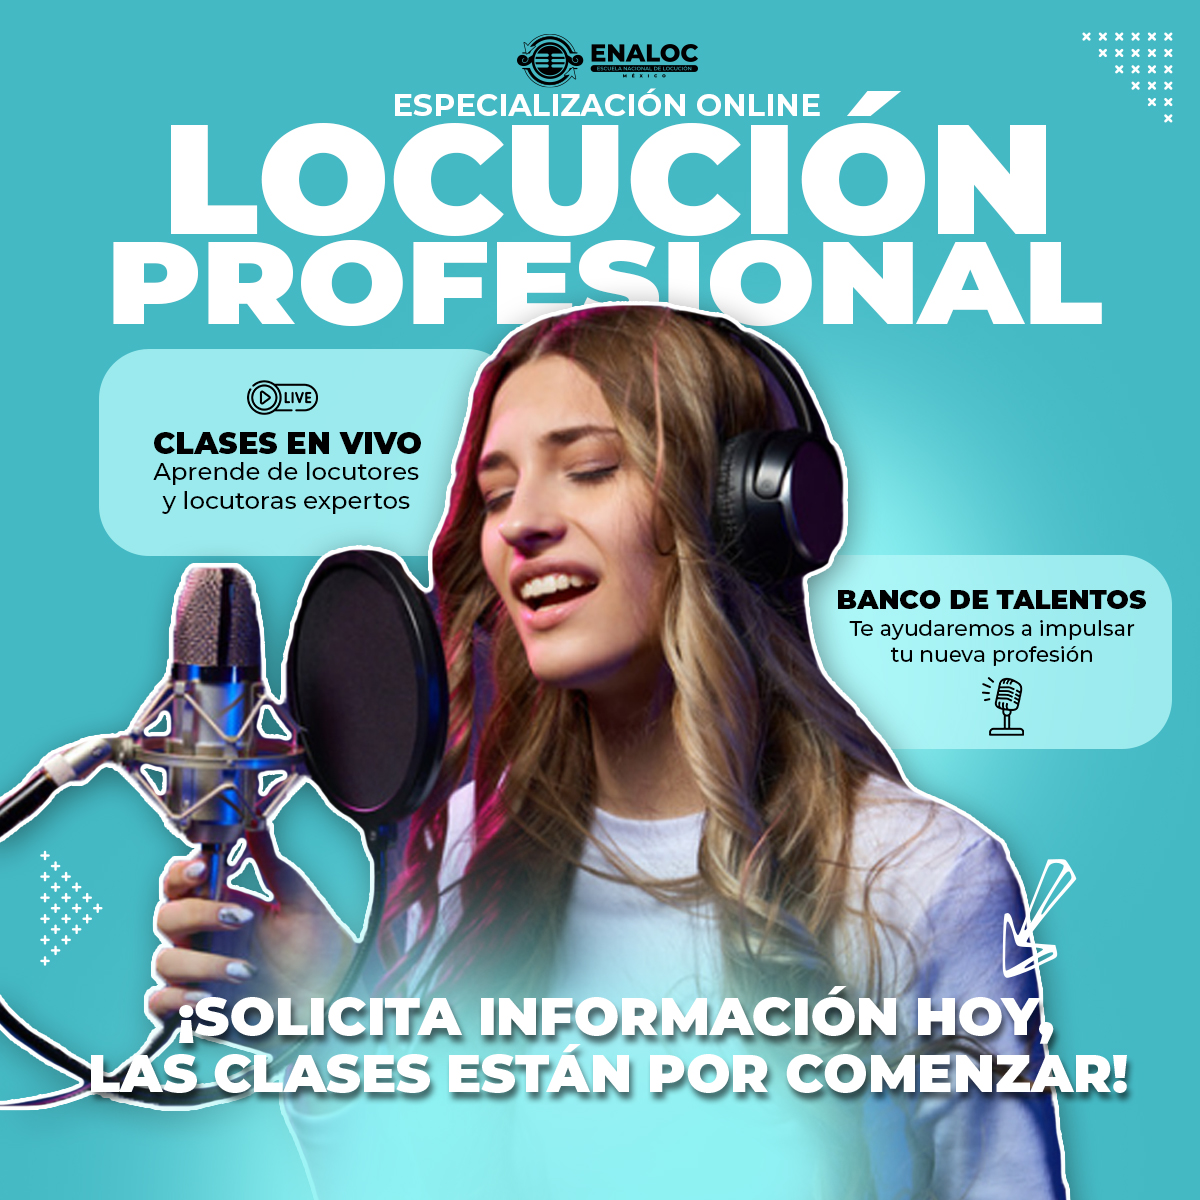 ENALOC
ESCUELA NACIONAL DE LOCUCIÓN
MÉXICO
ESPECIALIZACIÓN ONLINE
LOCUCIÓN
PROFESIONAL
LIVE
CLASES EN VIVO
Aprende de locutores
y locutoras expertos
BANCO DE TALENTOS
Te ayudaremos a impulsar
tu nueva profesión
¡SOLICITA INFORMACIÓN HOY,
LAS CLASES ESTÁN POR COMENZAR!